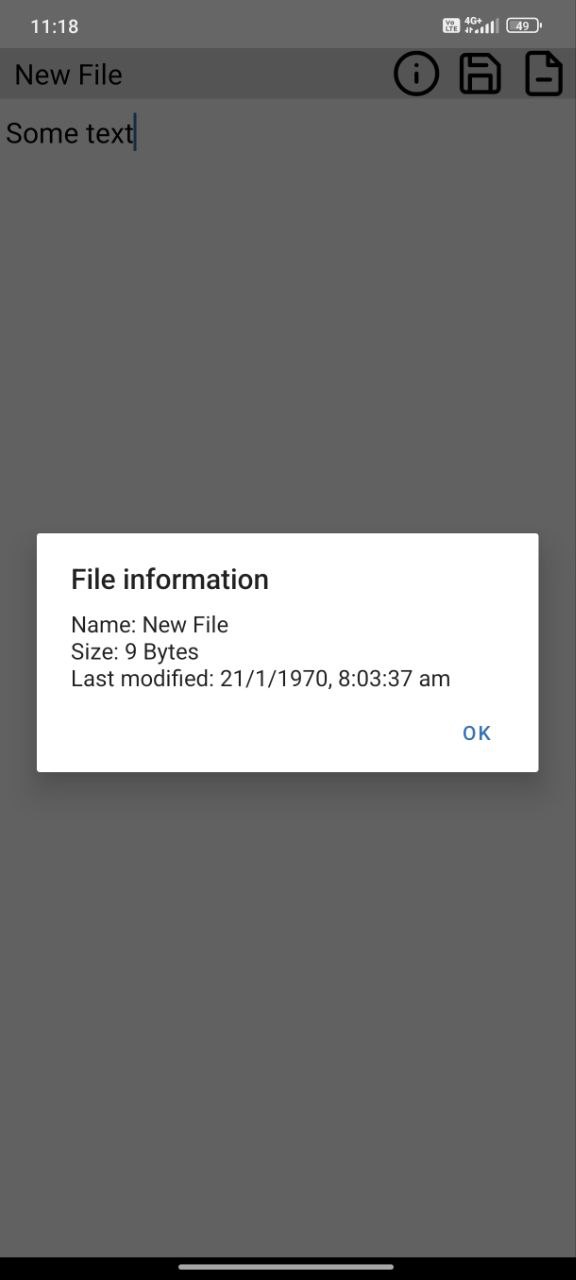 11:18
Vo LTE 4G+ 49
New File
Some text
File information
Name: New File
Size: 9 Bytes
Last modified: 21/1/1970, 8:03:37 am
OK